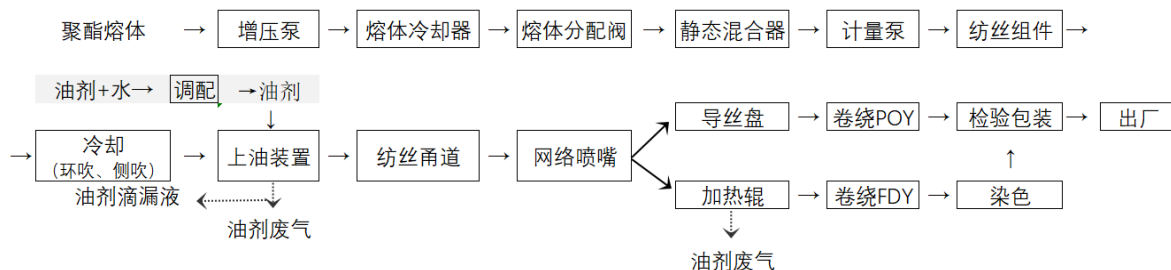 聚酯熔体 → 增压泵 → 熔体冷却器 → 熔体分配阀 → 静态混合器 → 计量泵 → 纺丝组件 →
油剂+水→ 调配 →油剂
导丝盘 → 卷绕POY → 检验包装 → 出厂
→ 冷却 → 上油装置 → 纺丝甬道 → 网络喷嘴
(环吹、侧吹)
加热辊 → 卷绕FDY → 染色
油剂滴漏液
油剂废气
油剂废气